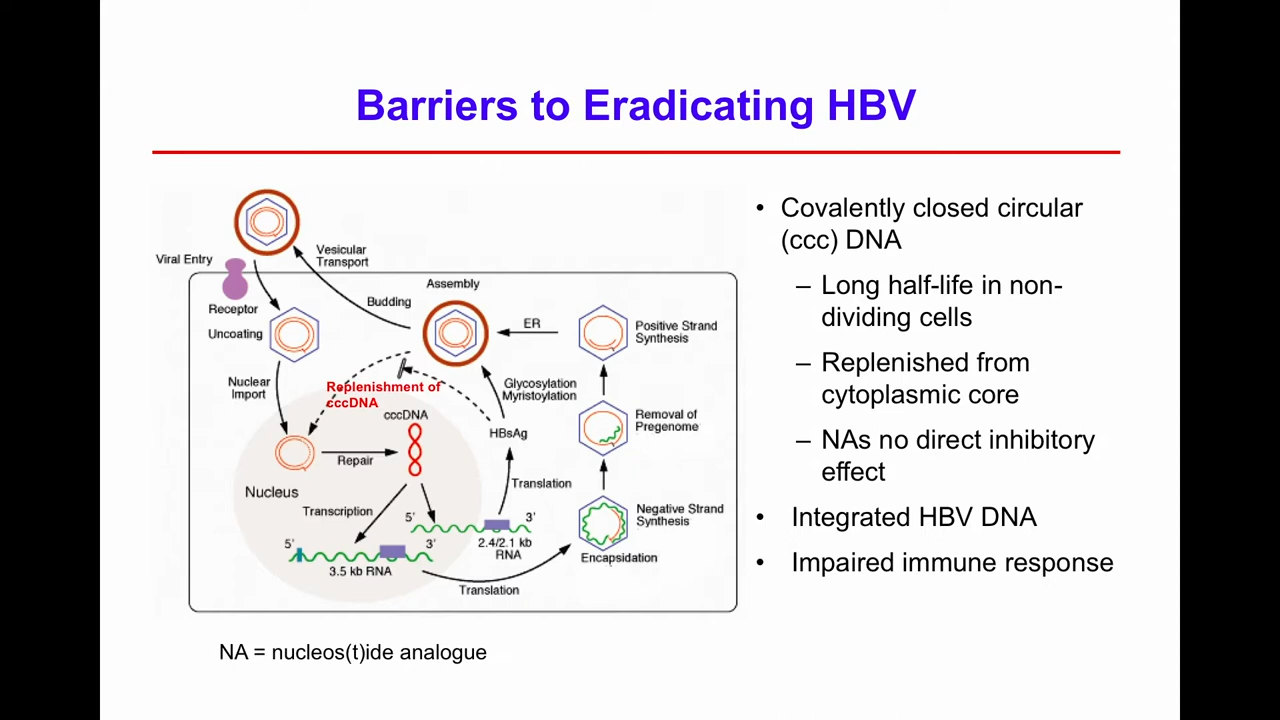 Barriers to Eradicating HBV
Vesicular
Transport
Viral Entry
Receptor
Uncoating
Budding
Assembly
ER
Positive Strand
Synthesis
Nuclear
Import
Replenishment of
cccDNA
cccDNA
Glycosylation
Myristoylation
Removal of
Pregenome
HBsAg
Repair
Nucleus
Transcription
Translation
Negative Strand
Synthesis
5’
3’
2.4/2.1 kb
RNA
5’
3’
3.5 kb RNA
Encapsidation
Translation
• Covalently closed circular
(ccc) DNA
– Long half-life in non-
dividing cells
– Replenished from
cytoplasmic core
– NAs no direct inhibitory
effect
• Integrated HBV DNA
• Impaired immune response
NA = nucleos(t)ide analogue